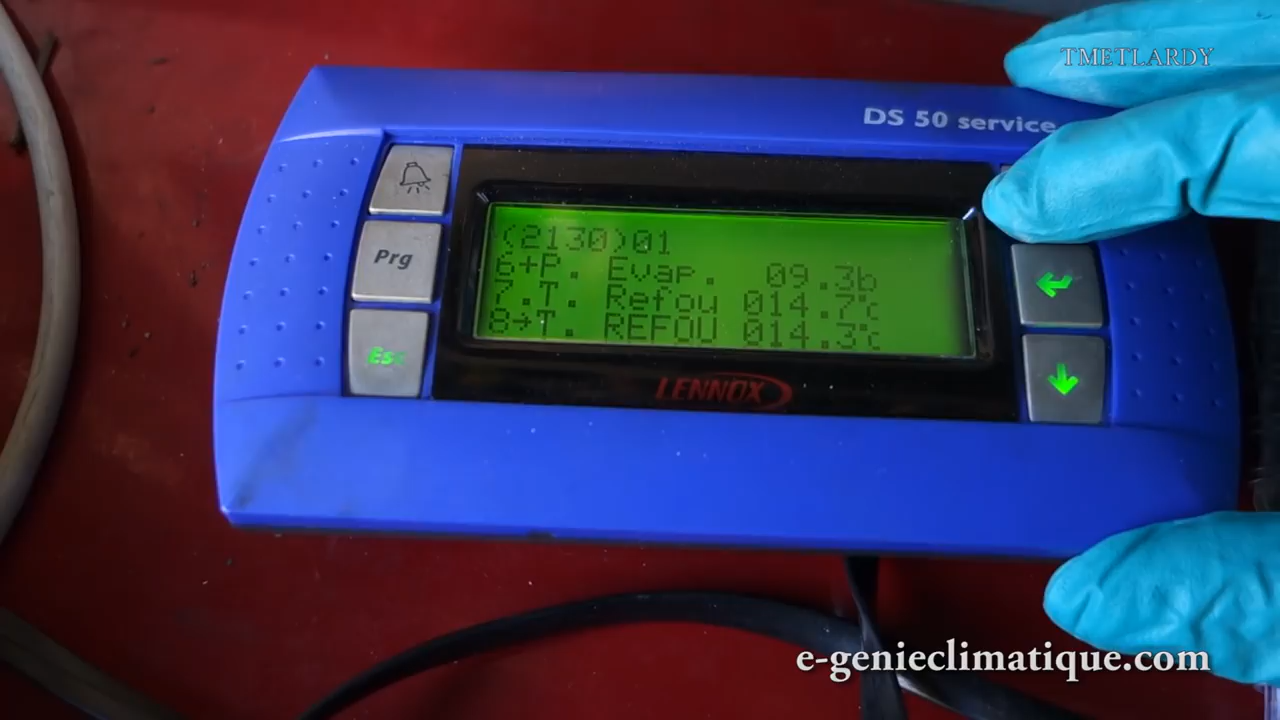 TMETLARDY
DS 50 service
Prg
Esc
(2130)01
6+P. Evap. 09.3b
7.T. Refou 014.7°c
8→T. REFOU 014.3°c
LENNOX
e-genieclimatique.com